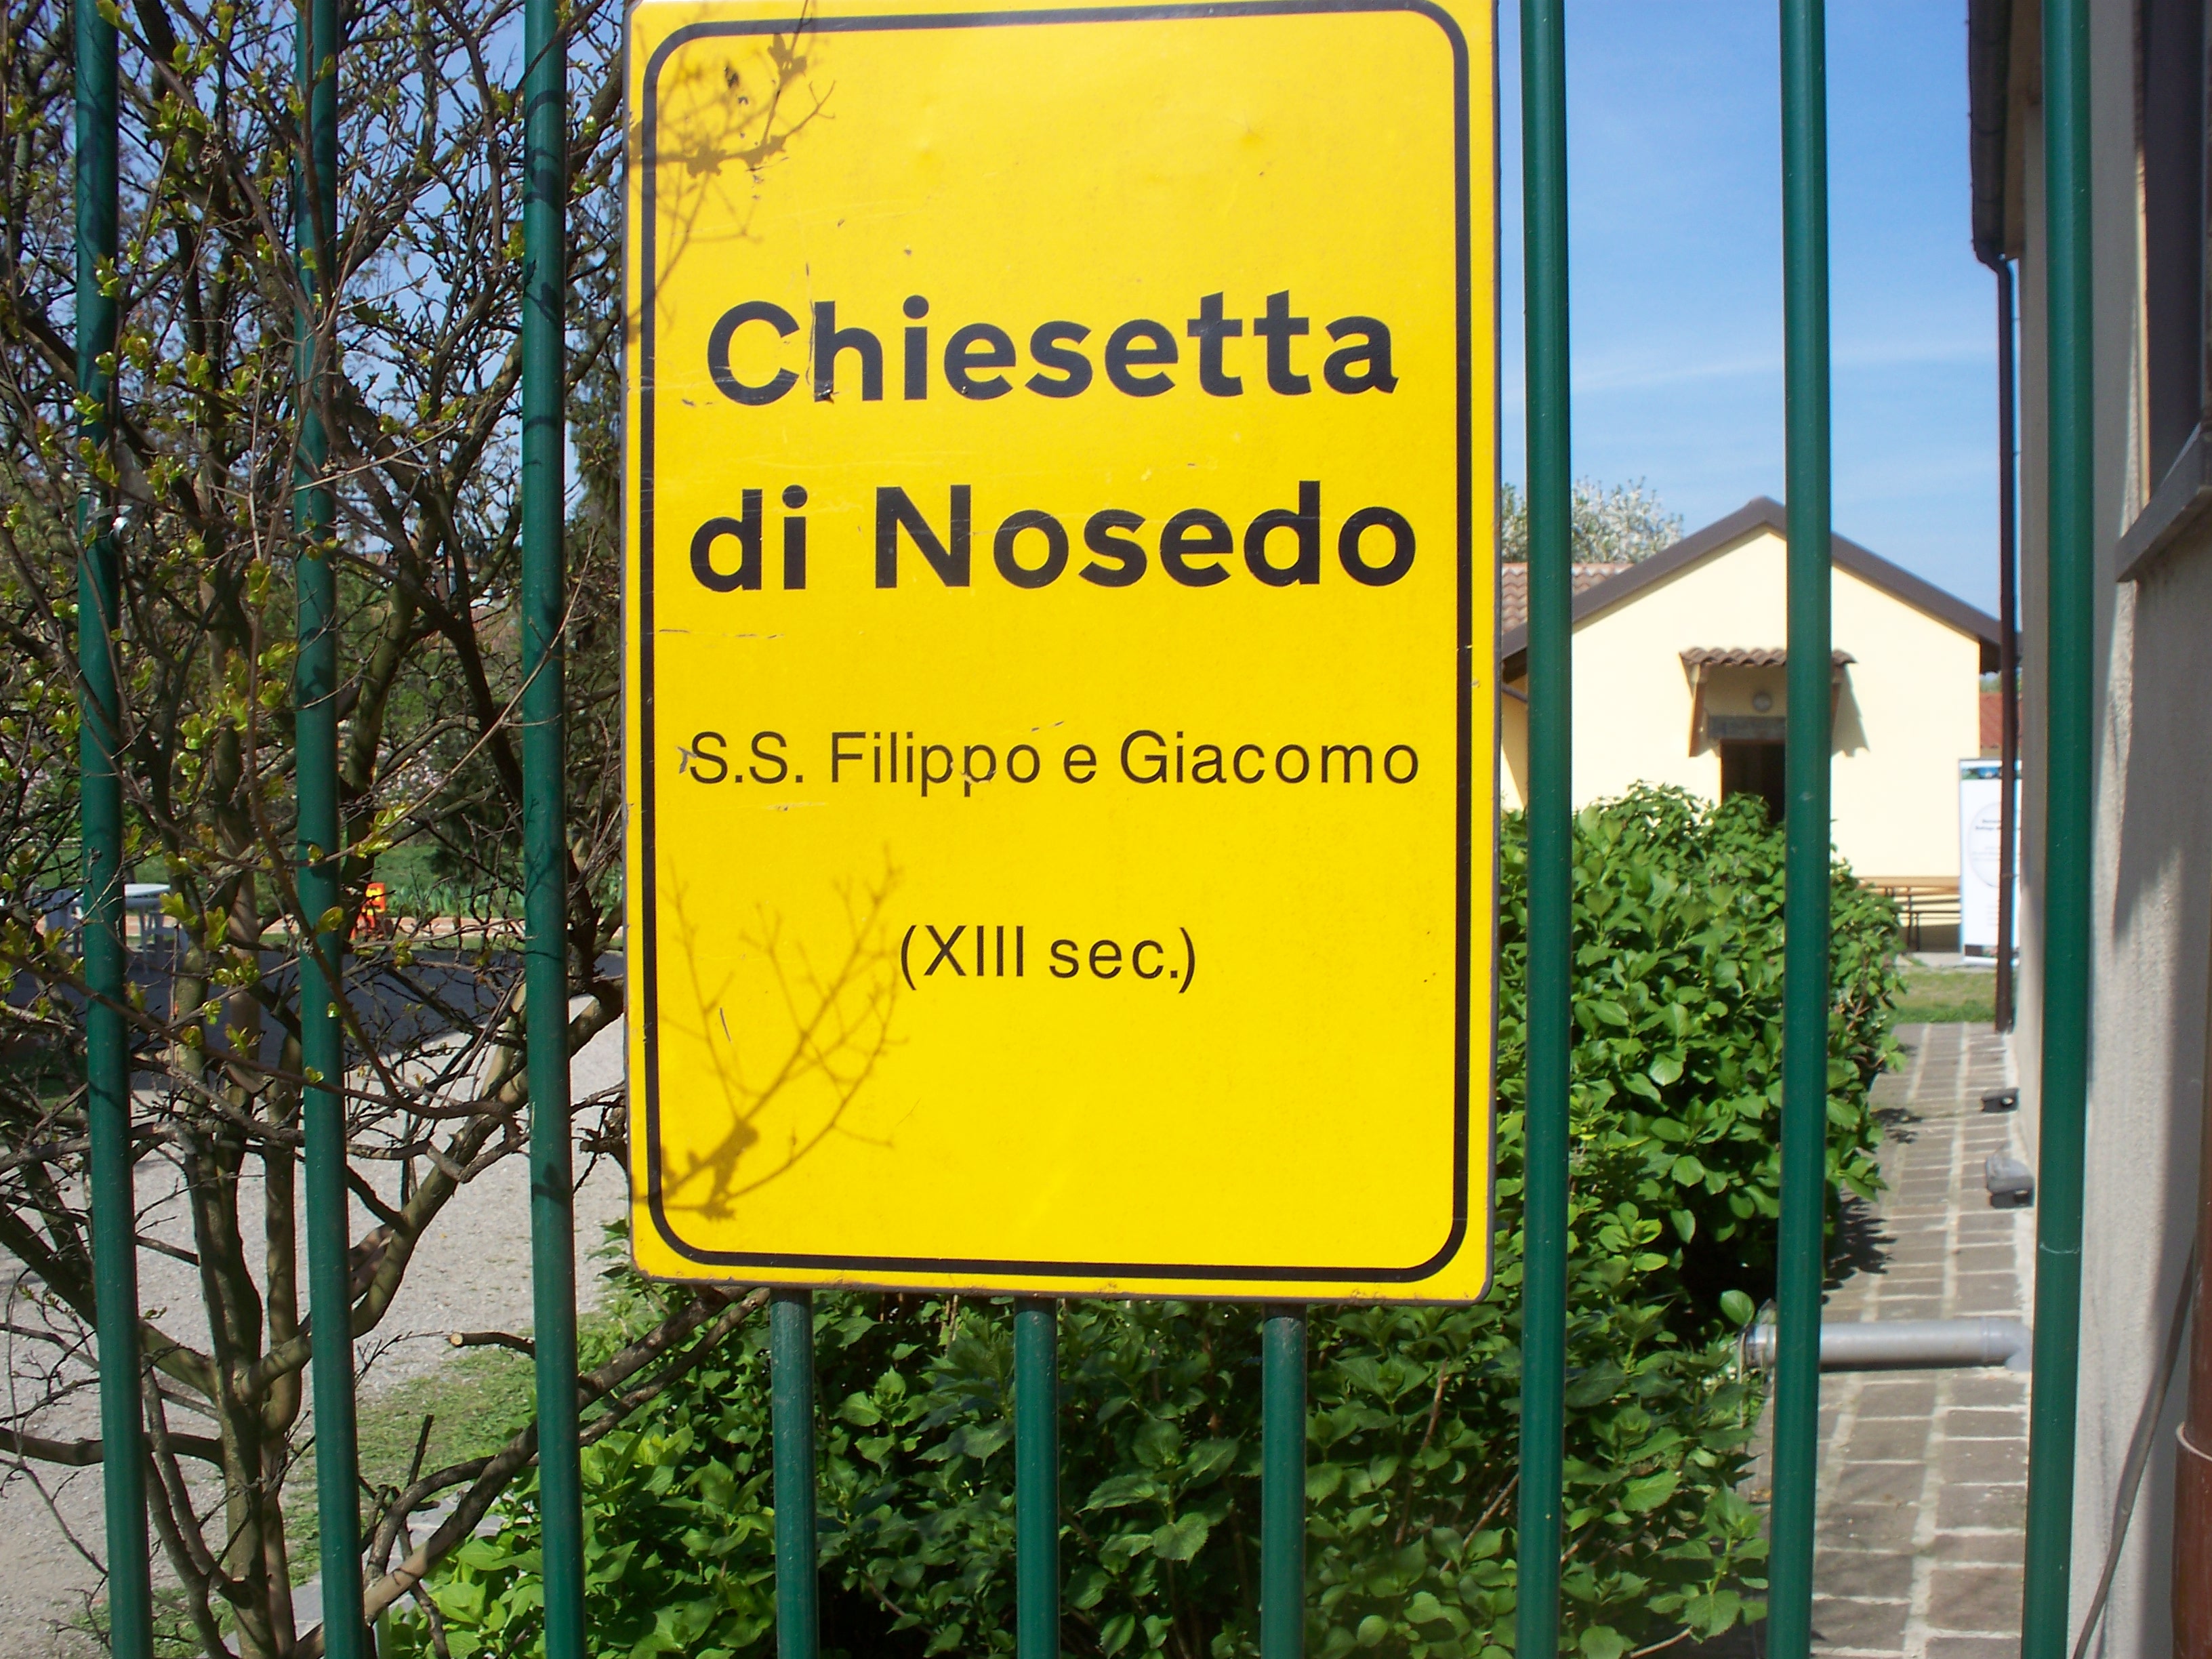 Chiesetta
di Nosedo
S.S. Filippo e Giacomo
(XIII sec.)